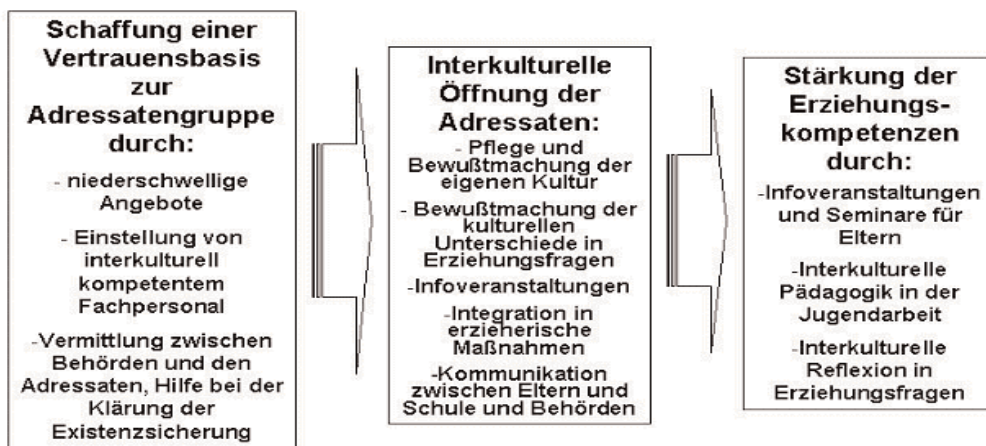 Schaffung einer
Vertrauensbasis
zur
Adressatengruppe
durch:
- niederschwellige
Angebote
- Einstellung von
interkulturell
kompetentem
Fachpersonal
-Vermittlung zwischen
Behörden und den
Adressaten, Hilfe bei der
Klärung der
Existenzsicherung
Interkulturelle
Öffnung der
Adressaten:
- Pflege und
Bewußtmachung der
eigenen Kultur
- Bewußtmachung der
kulturellen
Unterschiede in
Erziehungsfragen
-Infoveranstaltungen
-Integration in
erzieherische
Maßnahmen
-Kommunikation
zwischen Eltern und
Schule und Behörden
Stärkung der
Erziehungs-
kompetenzen
durch:
-Infoveranstaltungen
und Seminare für
Eltern
-Interkulturelle
Pädagogik in der
Jugendarbeit
-Interkulturelle
Reflexion in
Erziehungsfragen